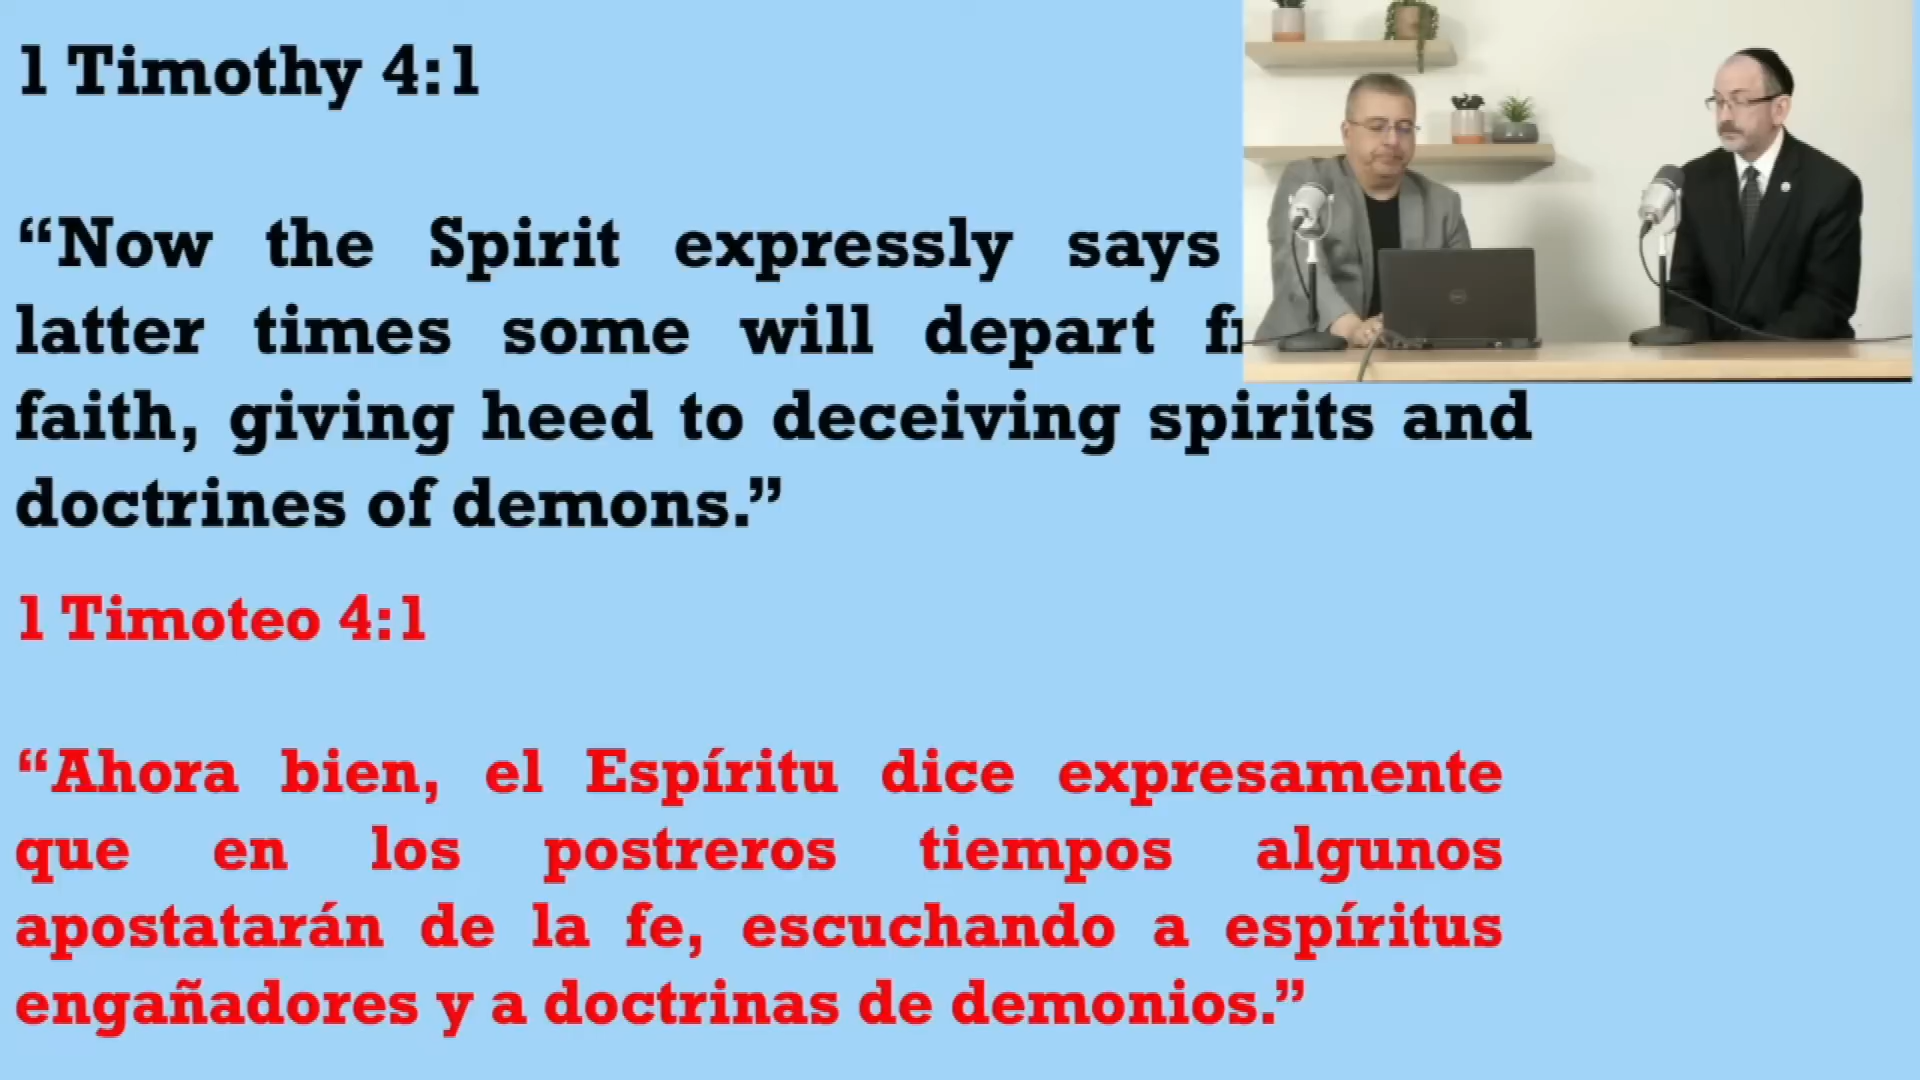 1 Timothy 4:1
“Now the Spirit expressly says
latter times some will depart
faith, giving heed to deceiving spirits and
doctrines of demons.”
1 Timoteo 4:1
“Ahora bien, el Espíritu dice expresamente
que en los postreros tiempos algunos
apostatarán de la fe, escuchando a espíritus
engañadores y a doctrinas de demonios.”